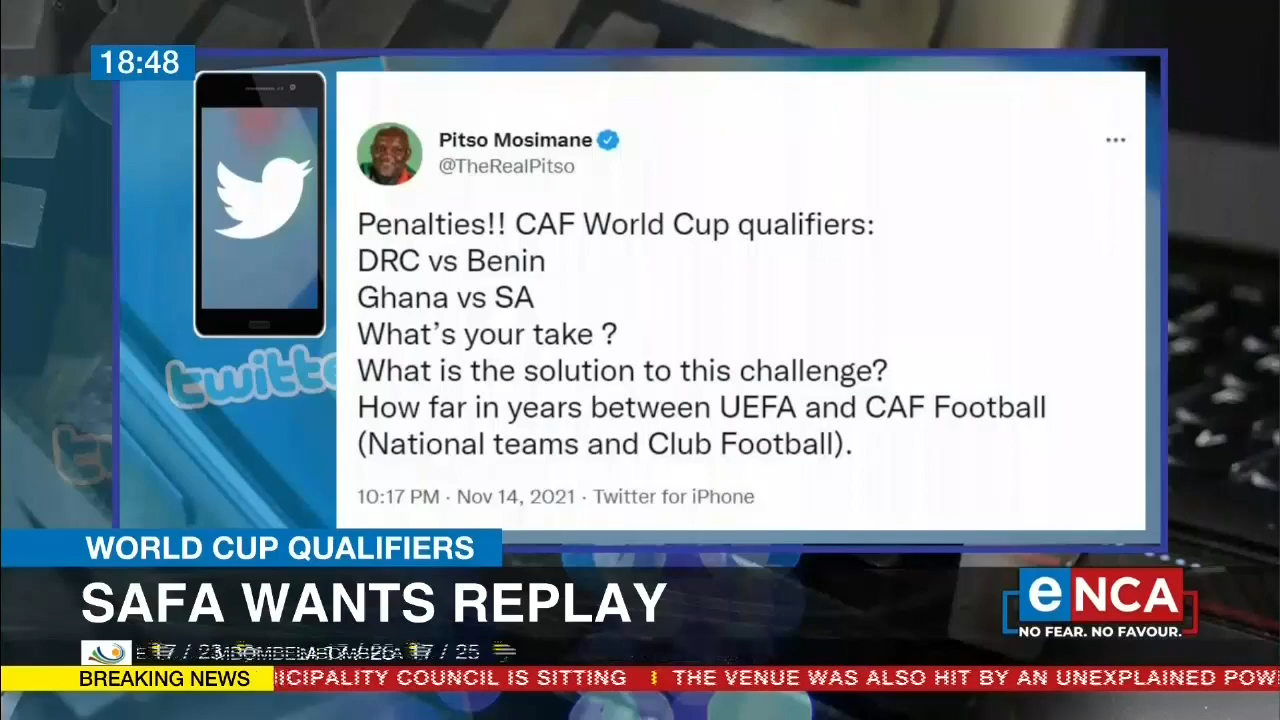 18:48
Pitso Mosimane
@TheRealPitso
Penalties!! CAF World Cup qualifiers:
DRC vs Benin
Ghana vs SA
What's your take ?
What is the solution to this challenge?
How far in years between UEFA and CAF Football
(National teams and Club Football).
10:17 PM · Nov 14, 2021 · Twitter for iPhone
twitte
WORLD CUP QUALIFIERS
SAFA WANTS REPLAY
eNCA
NO FEAR. NO FAVOUR.
17 / 25
BREAKING NEWS
ICIPALITY COUNCIL IS SITTING
THE VENUE WAS ALSO HIT BY AN UNEXPLAINED POW